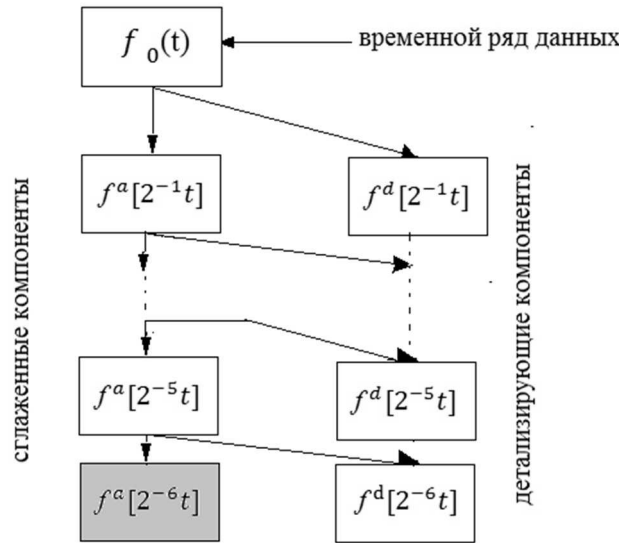 f ₀(t)
временной ряд данных
сглаженные компоненты
fᵃ[2⁻¹t]
fᵈ[2⁻¹t]
детализирующие компоненты
fᵃ[2⁻⁵t]
fᵈ[2⁻⁵t]
fᵃ[2⁻⁶t]
fᵈ[2⁻⁶t]